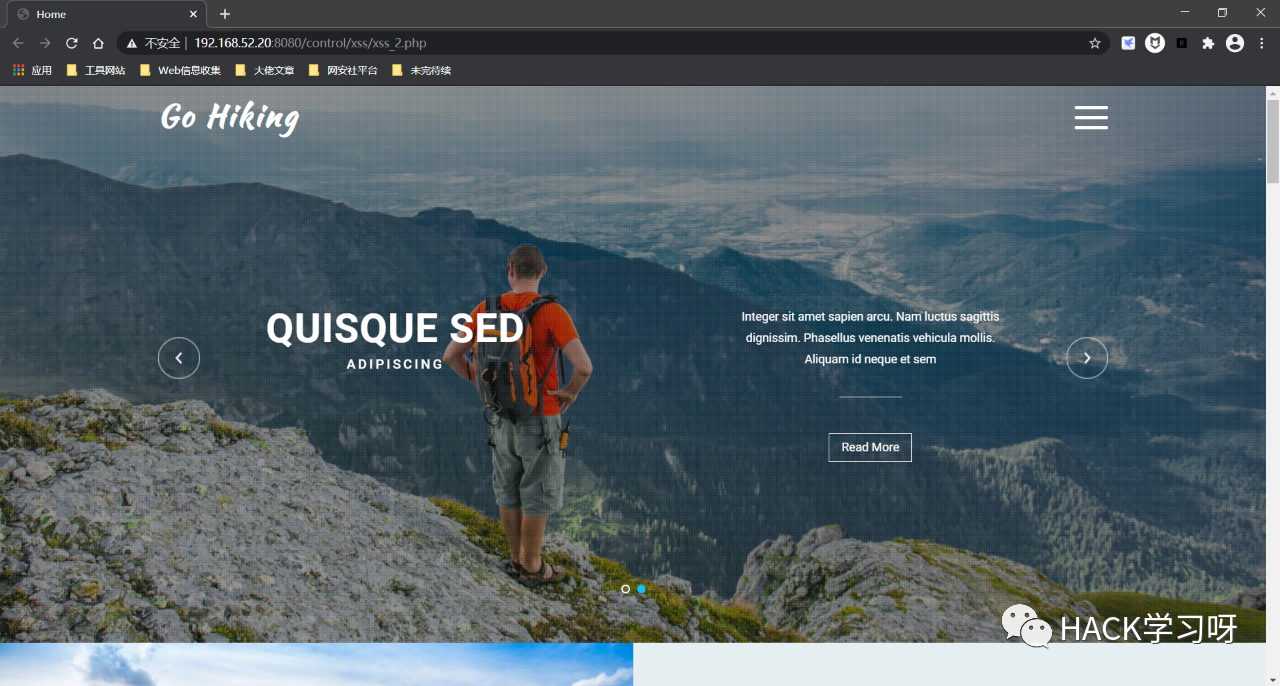 Home
不安全 | 192.168.52.20:8080/control/xss/xss_2.php
应用 工具网站 Web信息收集 大佬文章 网安社平台 未完待续
Go Hiking
QUISQUE SED
ADIPISCING
Integer sit amet sapien arcu. Nam luctus sagittis
dignissim. Phasellus venenatis vehicula mollis.
Aliquam id neque et sem
Read More
HACK学习呀